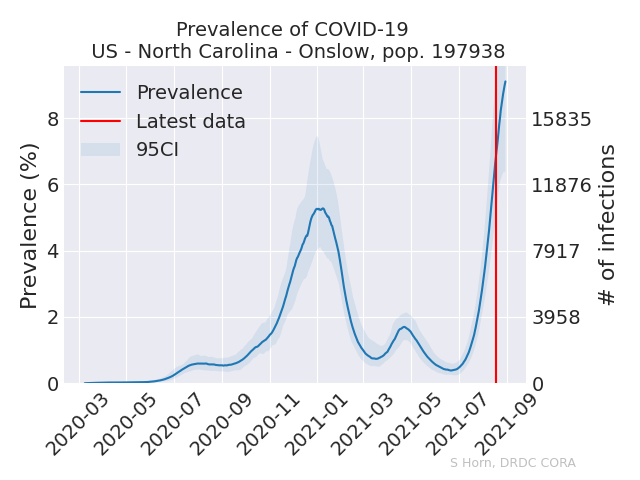 Prevalence of COVID-19
US - North Carolina - Onslow, pop. 197938
Prevalence
Latest data
95CI
Prevalence (%)
8
6
4
2
0
15835
11876
7917
3958
0
# of infections
2020-03
2020-05
2020-07
2020-09
2020-11
2021-01
2021-03
2021-05
2021-07
2021-09
S Horn, DRDC CORA